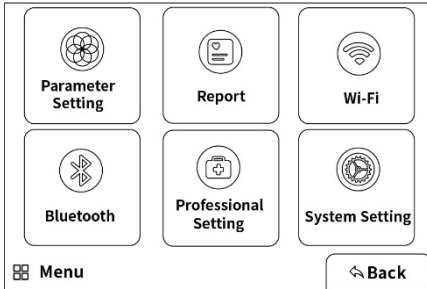 Parameter
Setting
Report
Wi-Fi
Bluetooth
Professional
Setting
System Setting
Menu
Back